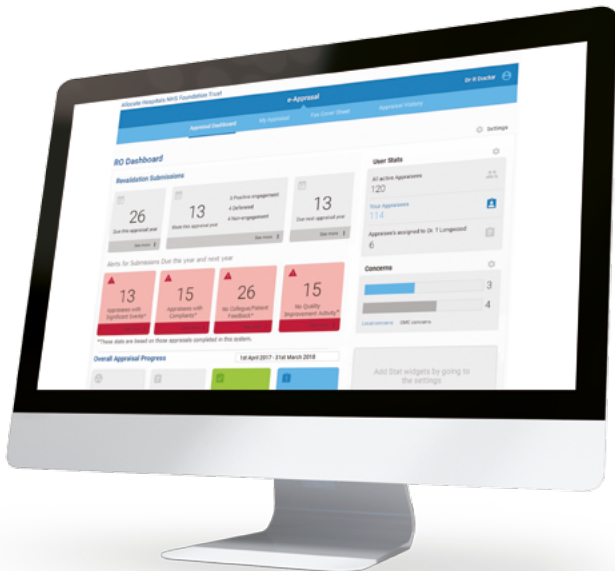 Allocate Hospitals NHS Foundation Trust
e-Appraisal
Dr R Doctor
Appraisal Dashboard
My Appraisal
Fax Cover Sheet
Appraisal History
Settings
RO Dashboard
Revalidation Submissions
26
Due this appraisal year
See more
13
Made this appraisal year
5 Positive engagement
4 Deferred
4 Non-engagement
See more
13
Due next appraisal year
See more
Alerts for Submissions Due this year and next year
13
Appraisees with
Significant Events*
15
Appraisees with
Complaints*
26
No Collegue/Patient
Feedback*
15
No Quality
Improvement Activity*
*These stats are based on those appraisals completed in this system.
Overall Appraisal Progress
1st April 2017 - 31st March 2018
User Stats
All active Appraisees
120
Your Appraisees
114
Appraisee's assigned to Dr. T Longwood
6
Concerns
3
4
Local concerns
GMC concerns
Add Stat widgets by going to
the settings